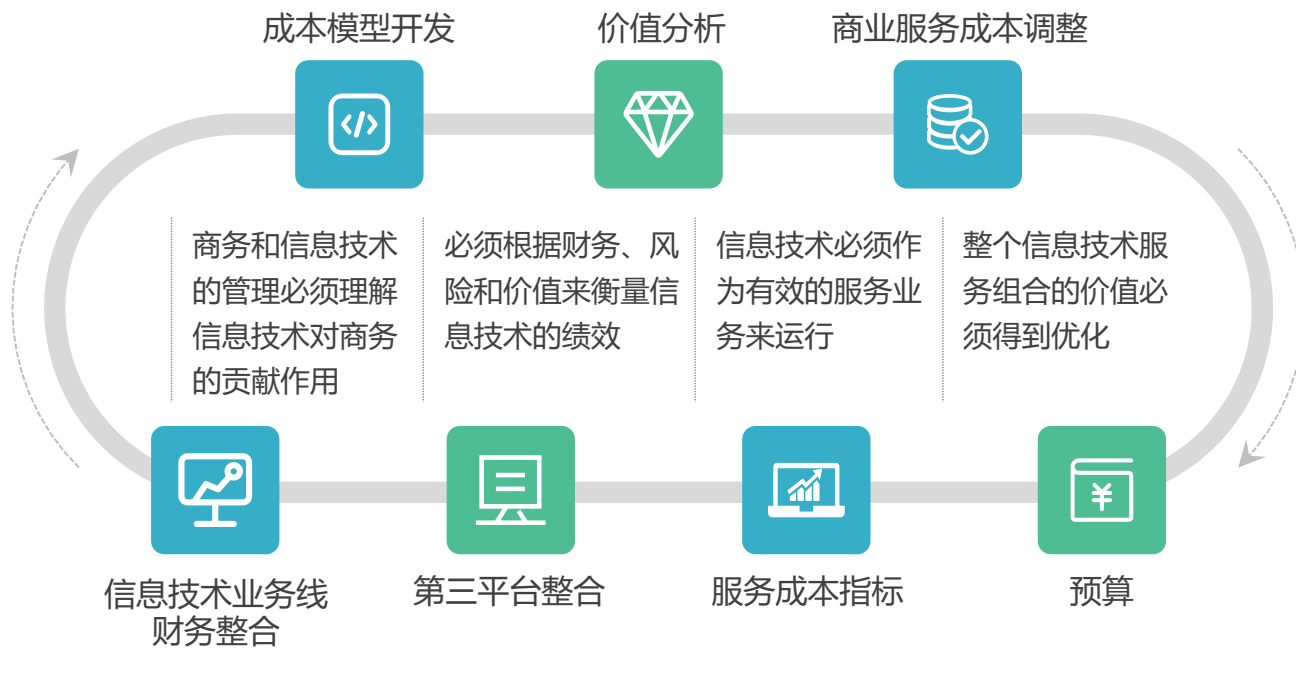 成本模型开发
价值分析
商业服务成本调整
商务和信息技术
的管理必须理解
信息技术对商务
的贡献作用
必须根据财务、风
险和价值来衡量信
息技术的绩效
信息技术必须作
为有效的服务业
务来运行
整个信息技术服
务组合的价值必
须得到优化
¥
信息技术业务线
财务整合
第三平台整合
服务成本指标
预算